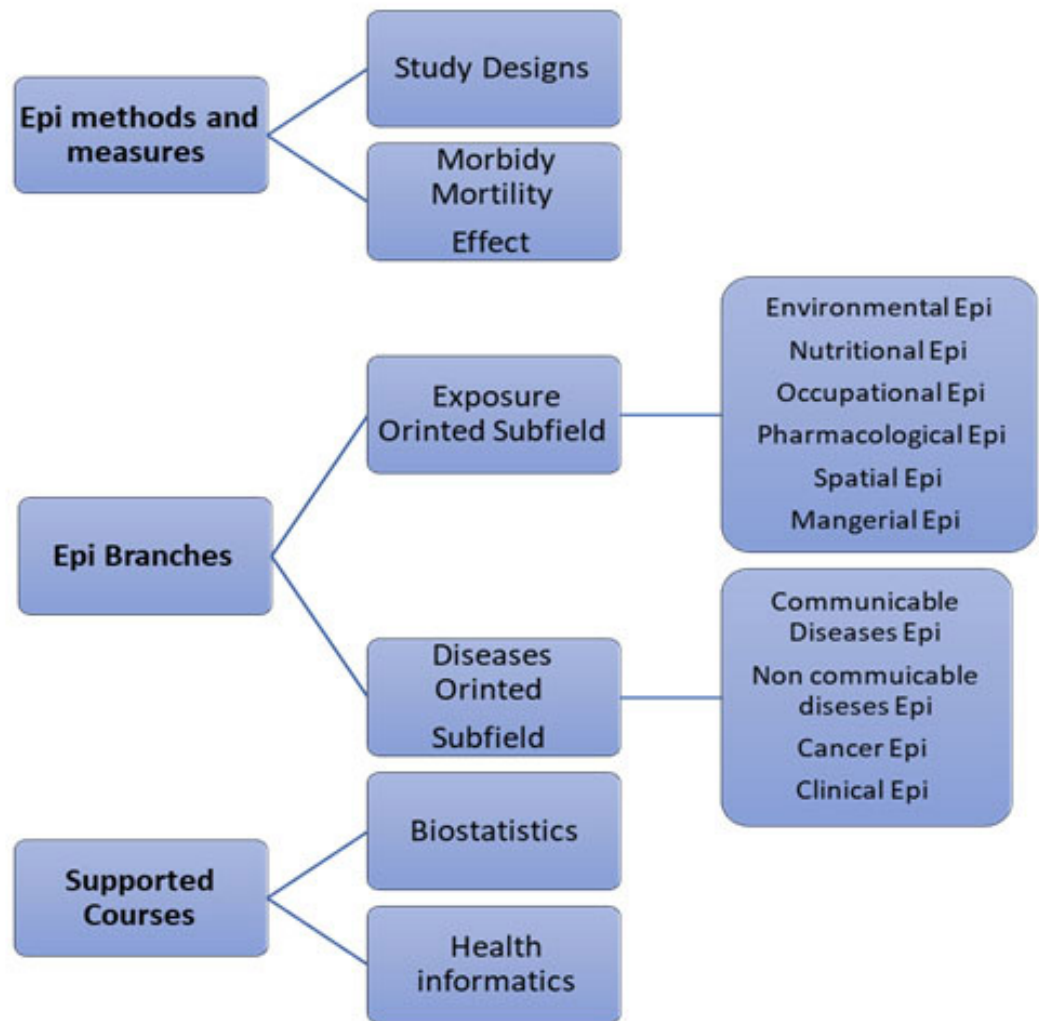 Epi methods and
measures
Study Designs
Morbidy
Mortility
Effect
Epi Branches
Exposure
Orinted Subfield
Environmental Epi
Nutritional Epi
Occupational Epi
Pharmacological Epi
Spatial Epi
Mangerial Epi
Diseases
Orinted
Subfield
Communicable
Diseases Epi
Non commuicable
diseses Epi
Cancer Epi
Clinical Epi
Supported
Courses
Biostatistics
Health
informatics